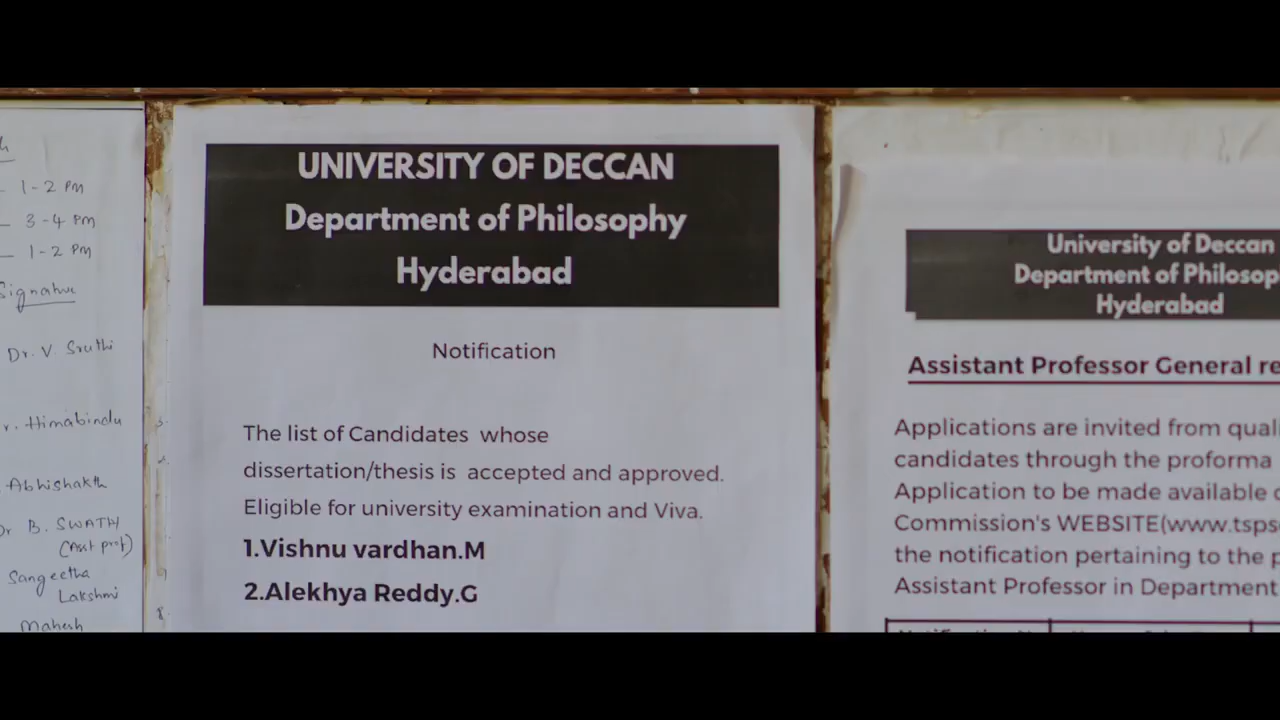 1-2 PM
3-4 PM
1-2 PM
Dr. V. Sruthi
Himabindu
Abhishakth
B. SWATH
(Asst prof)
Sangeetha
Lakshmi
Mahesh
UNIVERSITY OF DECCAN
Department of Philosophy
Hyderabad
Notification
The list of Candidates whose
dissertation/thesis is accepted and approved.
Eligible for university examination and Viva.
1.Vishnu vardhan.M
2.Alekhya Reddy.G
University of Deccan
Department of Philosop
Hyderabad
Assistant Professor General re
Applications are invited from quali
candidates through the proforma
Application to be made available o
Commission's WEBSITE(www.tsps
the notification pertaining to the p
Assistant Professor in Department